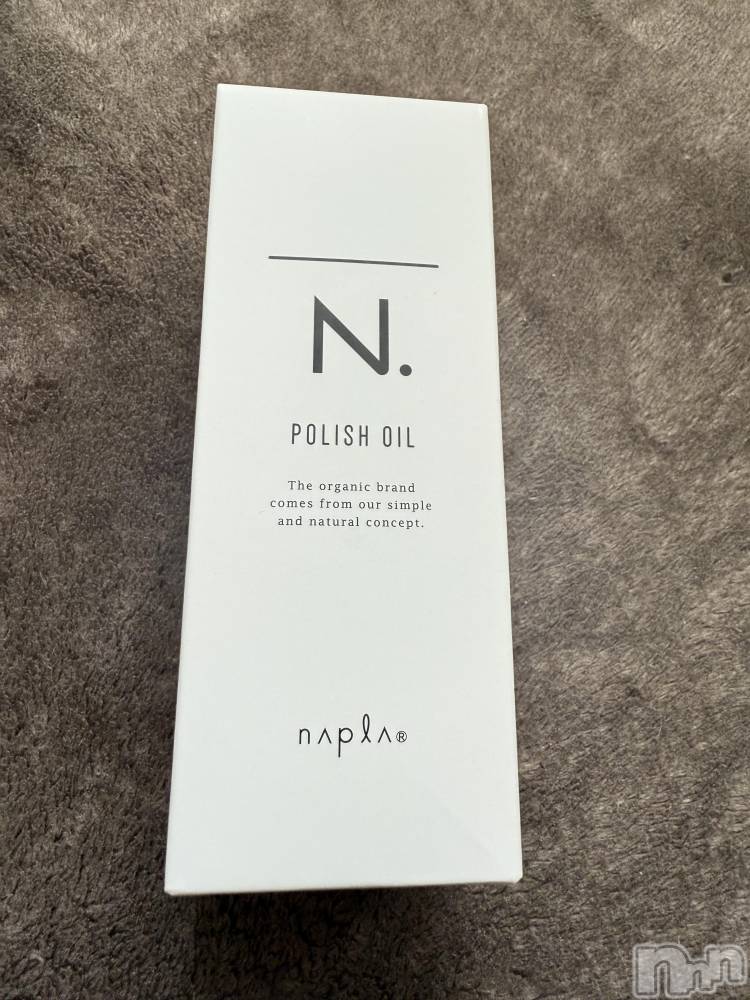 N.
POLISH OIL
The organic brand
comes from our simple
and natural concept.
napla®